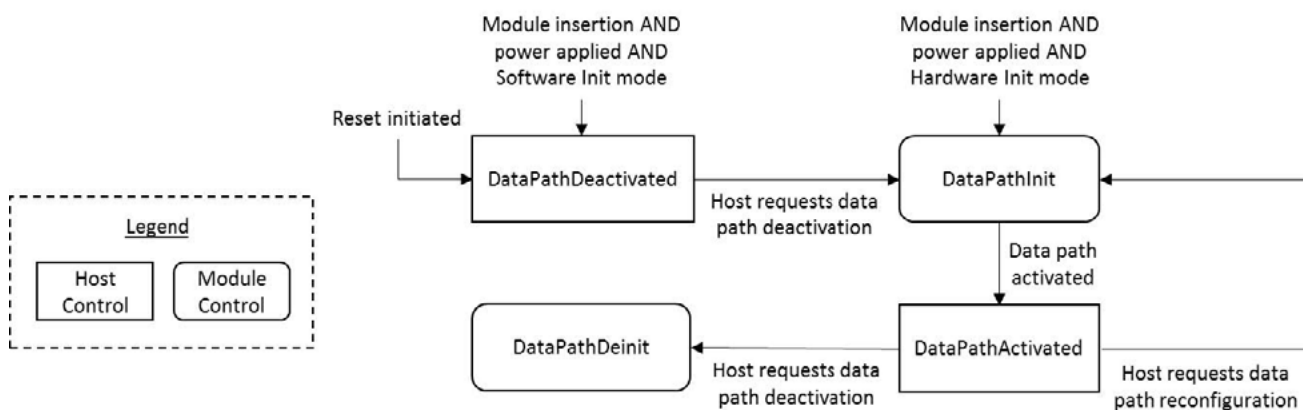 Module insertion AND
power applied AND
Software Init mode
Module insertion AND
power applied AND
Hardware Init mode
Reset initiated
DataPathDeactivated
DataPathInit
Host requests data
path deactivation
Legend
Host
Control
Module
Control
Data path
activated
DataPathDeinit
DataPathActivated
Host requests data
path deactivation
Host requests data
path reconfiguration